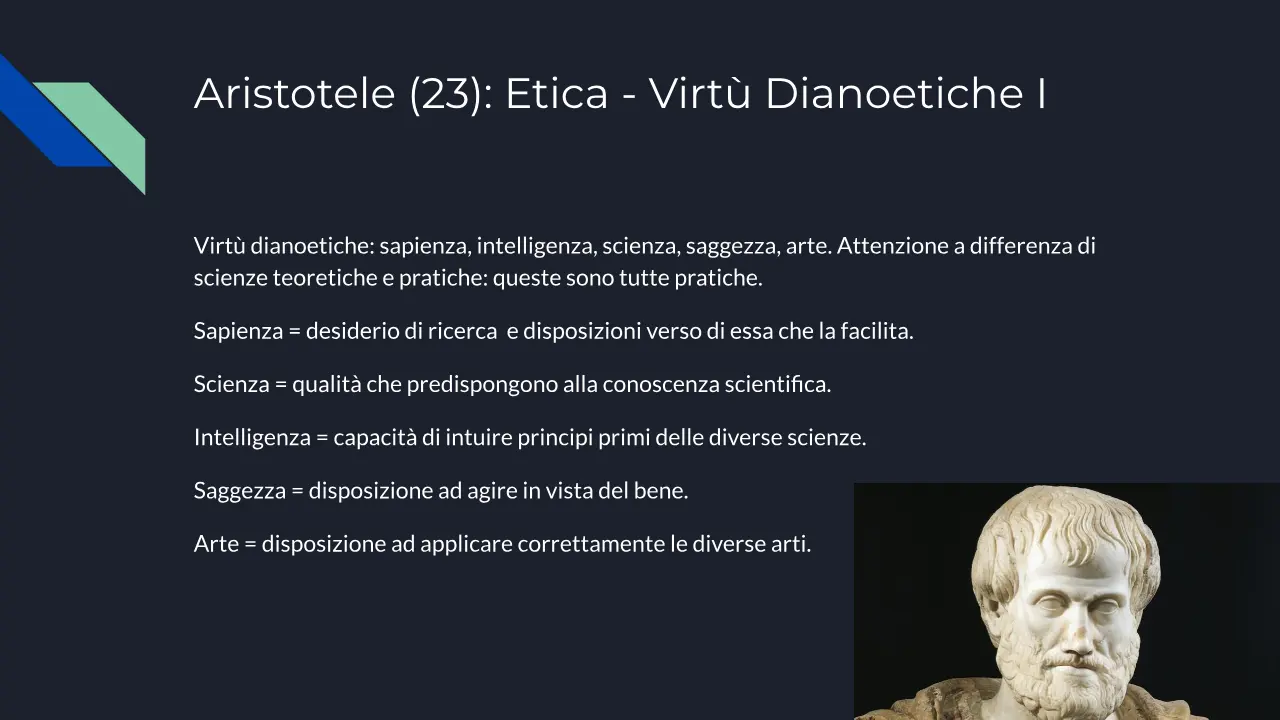 Aristotele (23): Etica - Virtù Dianoetiche I
Virtù dianoetiche: sapienza, intelligenza, scienza, saggezza, arte. Attenzione a differenza di
scienze teoretiche e pratiche: queste sono tutte pratiche.
Sapienza = desiderio di ricerca  e disposizioni verso di essa che la facilita.
Scienza = qualità che predispongono alla conoscenza scientifica.
Intelligenza = capacità di intuire principi primi delle diverse scienze.
Saggezza = disposizione ad agire in vista del bene.
Arte = disposizione ad applicare correttamente le diverse arti.